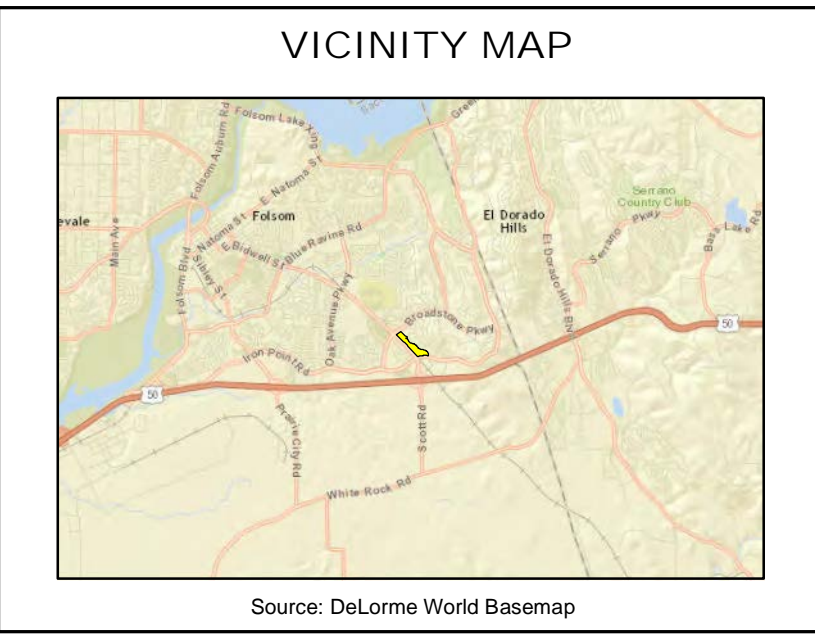 VICINITY MAP
Folsom Auburn Rd
Folsom Lake Xing
Sac
Green
E Natoma St
Serrano
Country Club
evale
Main Ave
Folsom
El Dorado
Hills
Serrano Pkwy
Bass Lake Rd
Natoma St
E Bidwell St
Blue Ravine Rd
Sibley St
Folsom Blvd
Oak Avenue Pkwy
El Dorado Hills Blvd
Broadstone Pkwy
50
Iron Point Rd
50
Prairie City Rd
Scott Rd
White Rock Rd
Source: DeLorme World Basemap